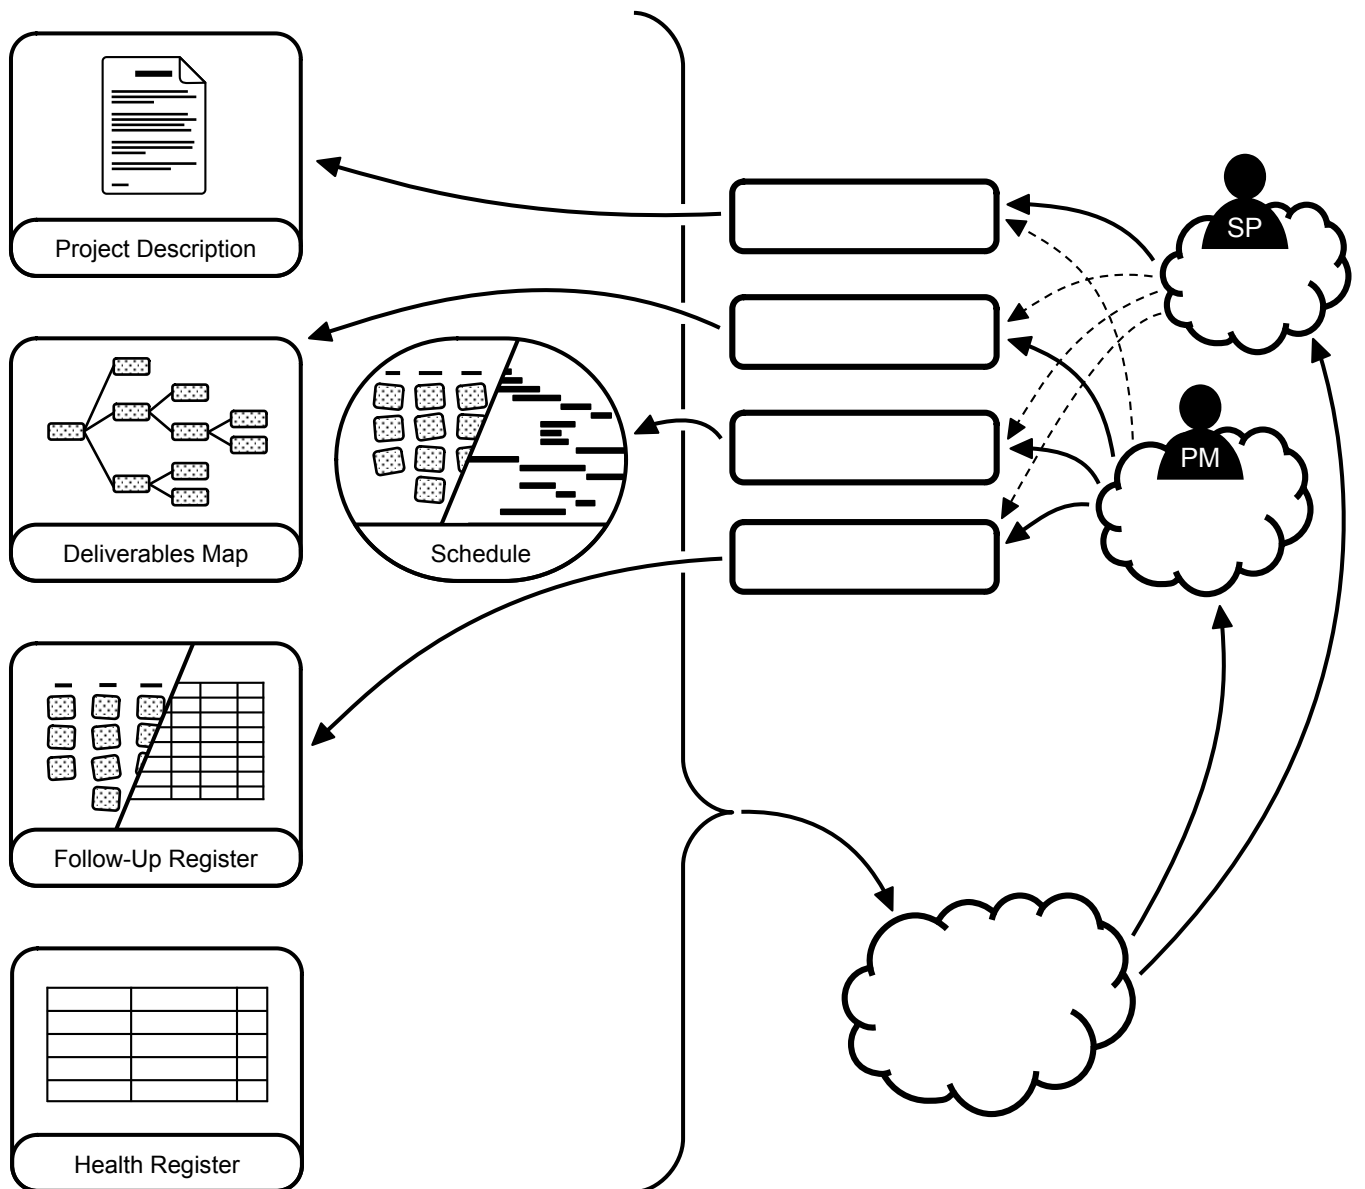 Project Description
SP
PM
Deliverables Map
Schedule
Follow-Up Register
Health Register